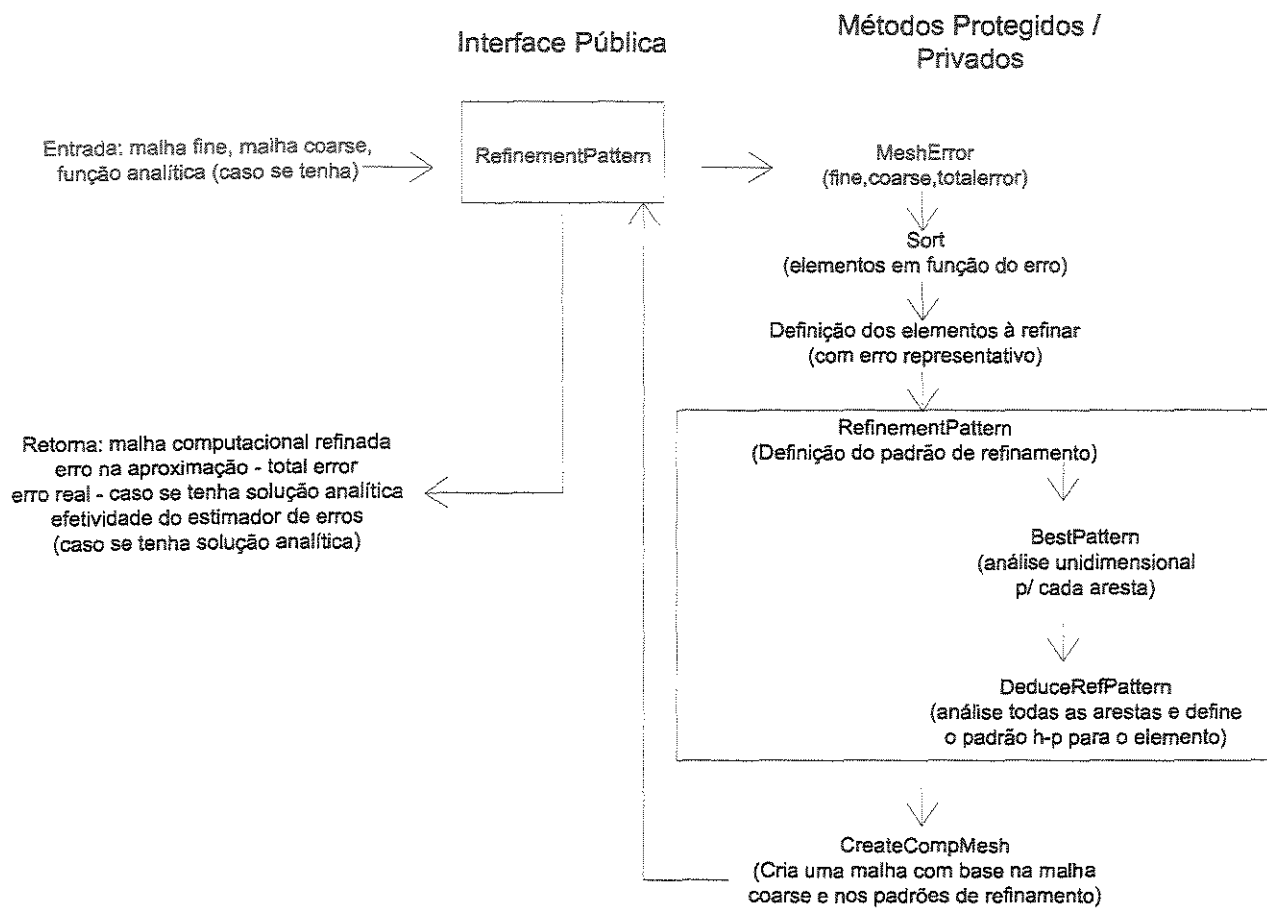 Interface Pública
Métodos Protegidos /
Privados
Entrada: malha fine, malha coarse,
função analítica (caso se tenha)
RefinementPattern
MeshError
(fine,coarse,totalerror)
Sort
(elementos em função do erro)
Definição dos elementos à refinar
(com erro representativo)
RefinementPattern
(Definição do padrão de refinamento)
BestPattern
(análise unidimensional
p/ cada aresta)
DeduceRefPattern
(análise todas as arestas e define
o padrão h-p para o elemento)
Retorna: malha computacional refinada
erro na aproximação - total error
erro real - caso se tenha solução analítica
efetividade do estimador de erros
(caso se tenha solução analítica)
CreateCompMesh
(Cria uma malha com base na malha
coarse e nos padrões de refinamento)